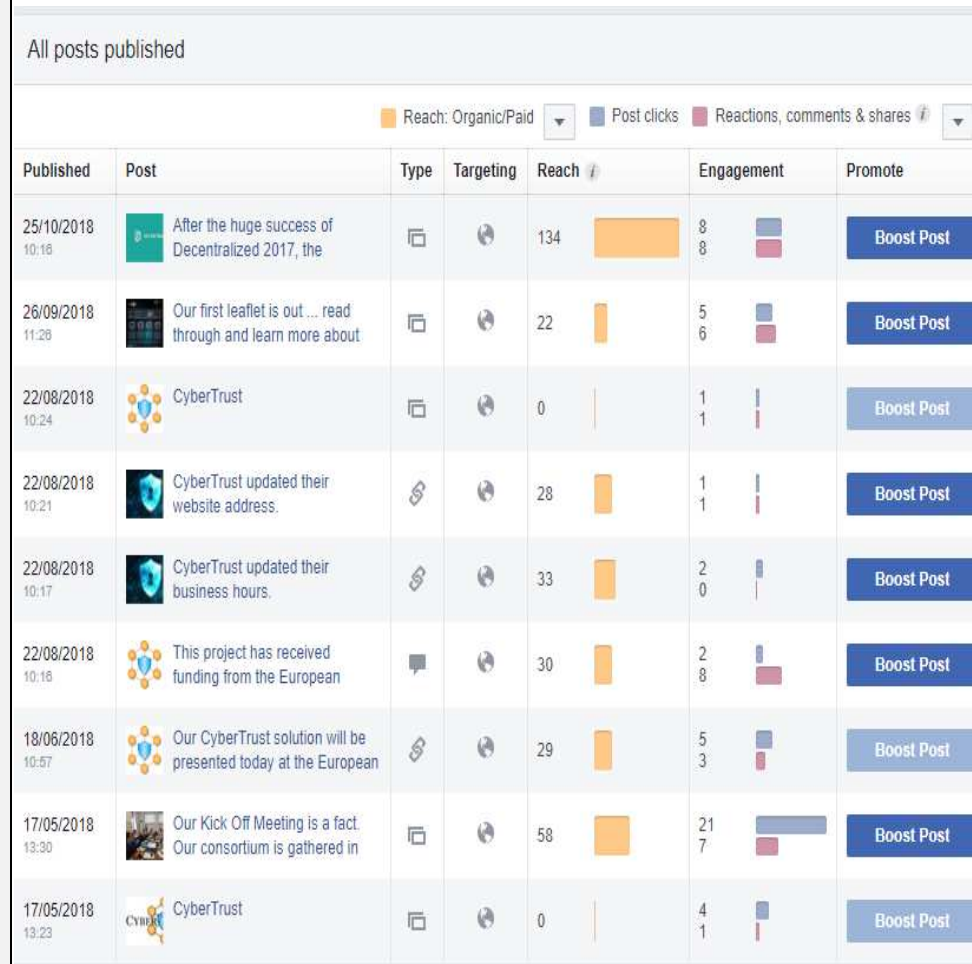 All posts published
Reach: Organic/Paid Post clicks Reactions, comments & shares i
Published Post Type Targeting Reach i Engagement Promote
25/10/2018 After the huge success of 134 8 Boost Post
10:16 Decentralized 2017, the 8
26/09/2018 Our first leaflet is out ... read 22 5 Boost Post
11:26 through and learn more about 6
22/08/2018 CyberTrust 0 1 Boost Post
10:24 1
22/08/2018 CyberTrust updated their 28 1 Boost Post
10:21 website address. 1
22/08/2018 CyberTrust updated their 33 2 Boost Post
10:17 business hours. 0
22/08/2018 This project has received 30 2 Boost Post
10:16 funding from the European 8
18/06/2018 Our CyberTrust solution will be 29 5 Boost Post
10:57 presented today at the European 3
17/05/2018 Our Kick Off Meeting is a fact. 58 21 Boost Post
13:30 Our consortium is gathered in 7
17/05/2018 CyberTrust 0 4 Boost Post
13:23 1